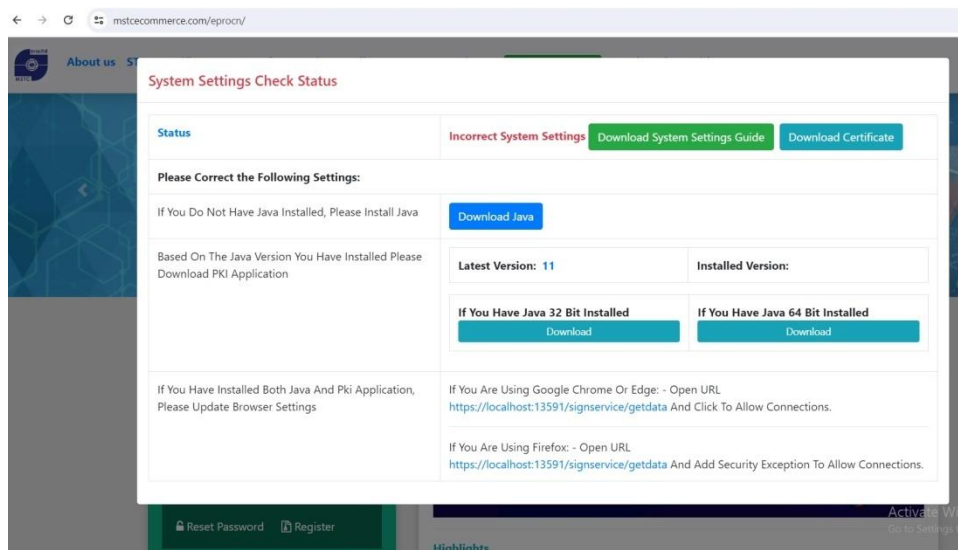 mstcecommerce.com/eprocn/
About us ST
MSTC
System Settings Check Status
Status
Incorrect System Settings Download System Settings Guide Download Certificate
Please Correct the Following Settings:
If You Do Not Have Java Installed, Please Install Java
Download Java
Based On The Java Version You Have Installed Please
Download PKI Application
Latest Version: 11 Installed Version:
If You Have Java 32 Bit Installed If You Have Java 64 Bit Installed
Download Download
If You Have Installed Both Java And Pki Application,
Please Update Browser Settings
If You Are Using Google Chrome Or Edge: - Open URL
https://localhost:13591/signservice/getdata And Click To Allow Connections.
If You Are Using Firefox: - Open URL
https://localhost:13591/signservice/getdata And Add Security Exception To Allow Connections.
Reset Password Register
Highlights
Activate Wi
Go to Settings